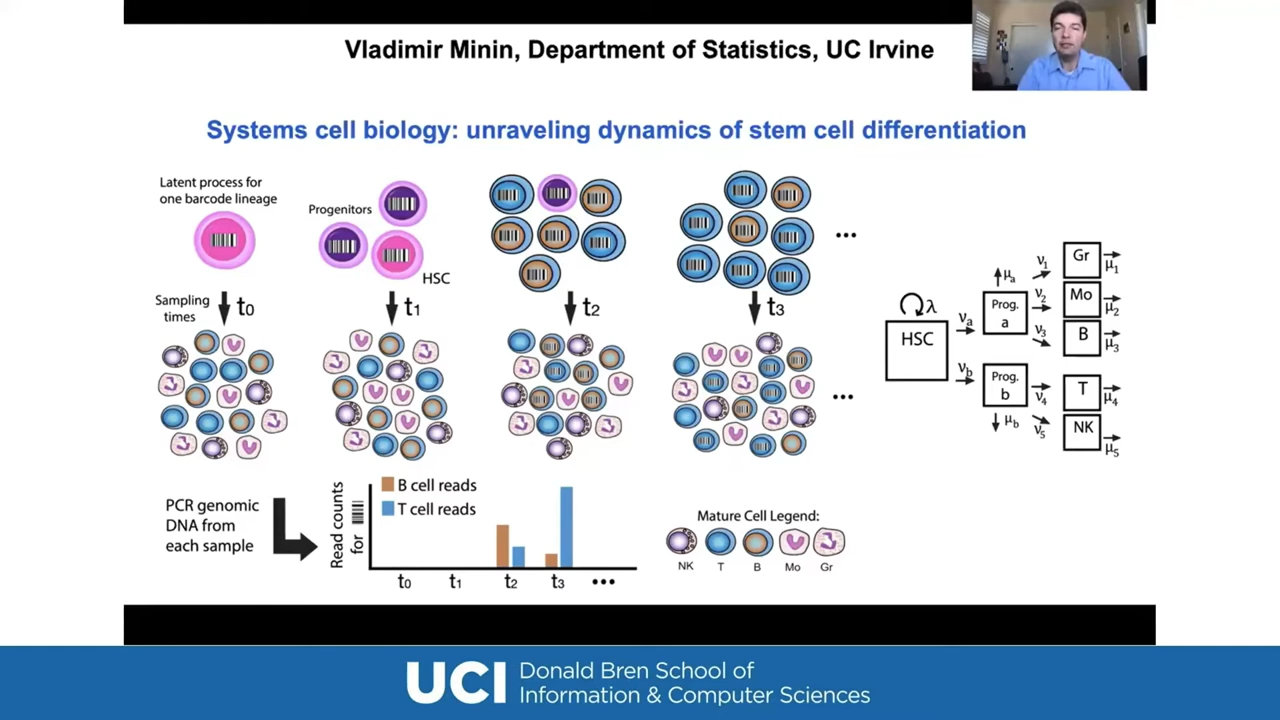 Vladimir Minin, Department of Statistics, UC Irvine
Systems cell biology: unraveling dynamics of stem cell differentiation
Latent process for
one barcode lineage
Progenitors
HSC
...
Sampling
times
t0
t1
t2
t3
...
HSC
λ
νa
νb
Prog.
a
μa
ν1
ν2
ν3
Gr
μ1
Mo
μ2
B
μ3
Prog.
b
μb
ν4
ν5
T
μ4
NK
μ5
PCR genomic
DNA from
each sample
Read counts
for
B cell reads
T cell reads
t0 t1 t2 t3 ...
Mature Cell Legend:
NK T B Mo Gr
UCI
Donald Bren School of
Information & Computer Sciences